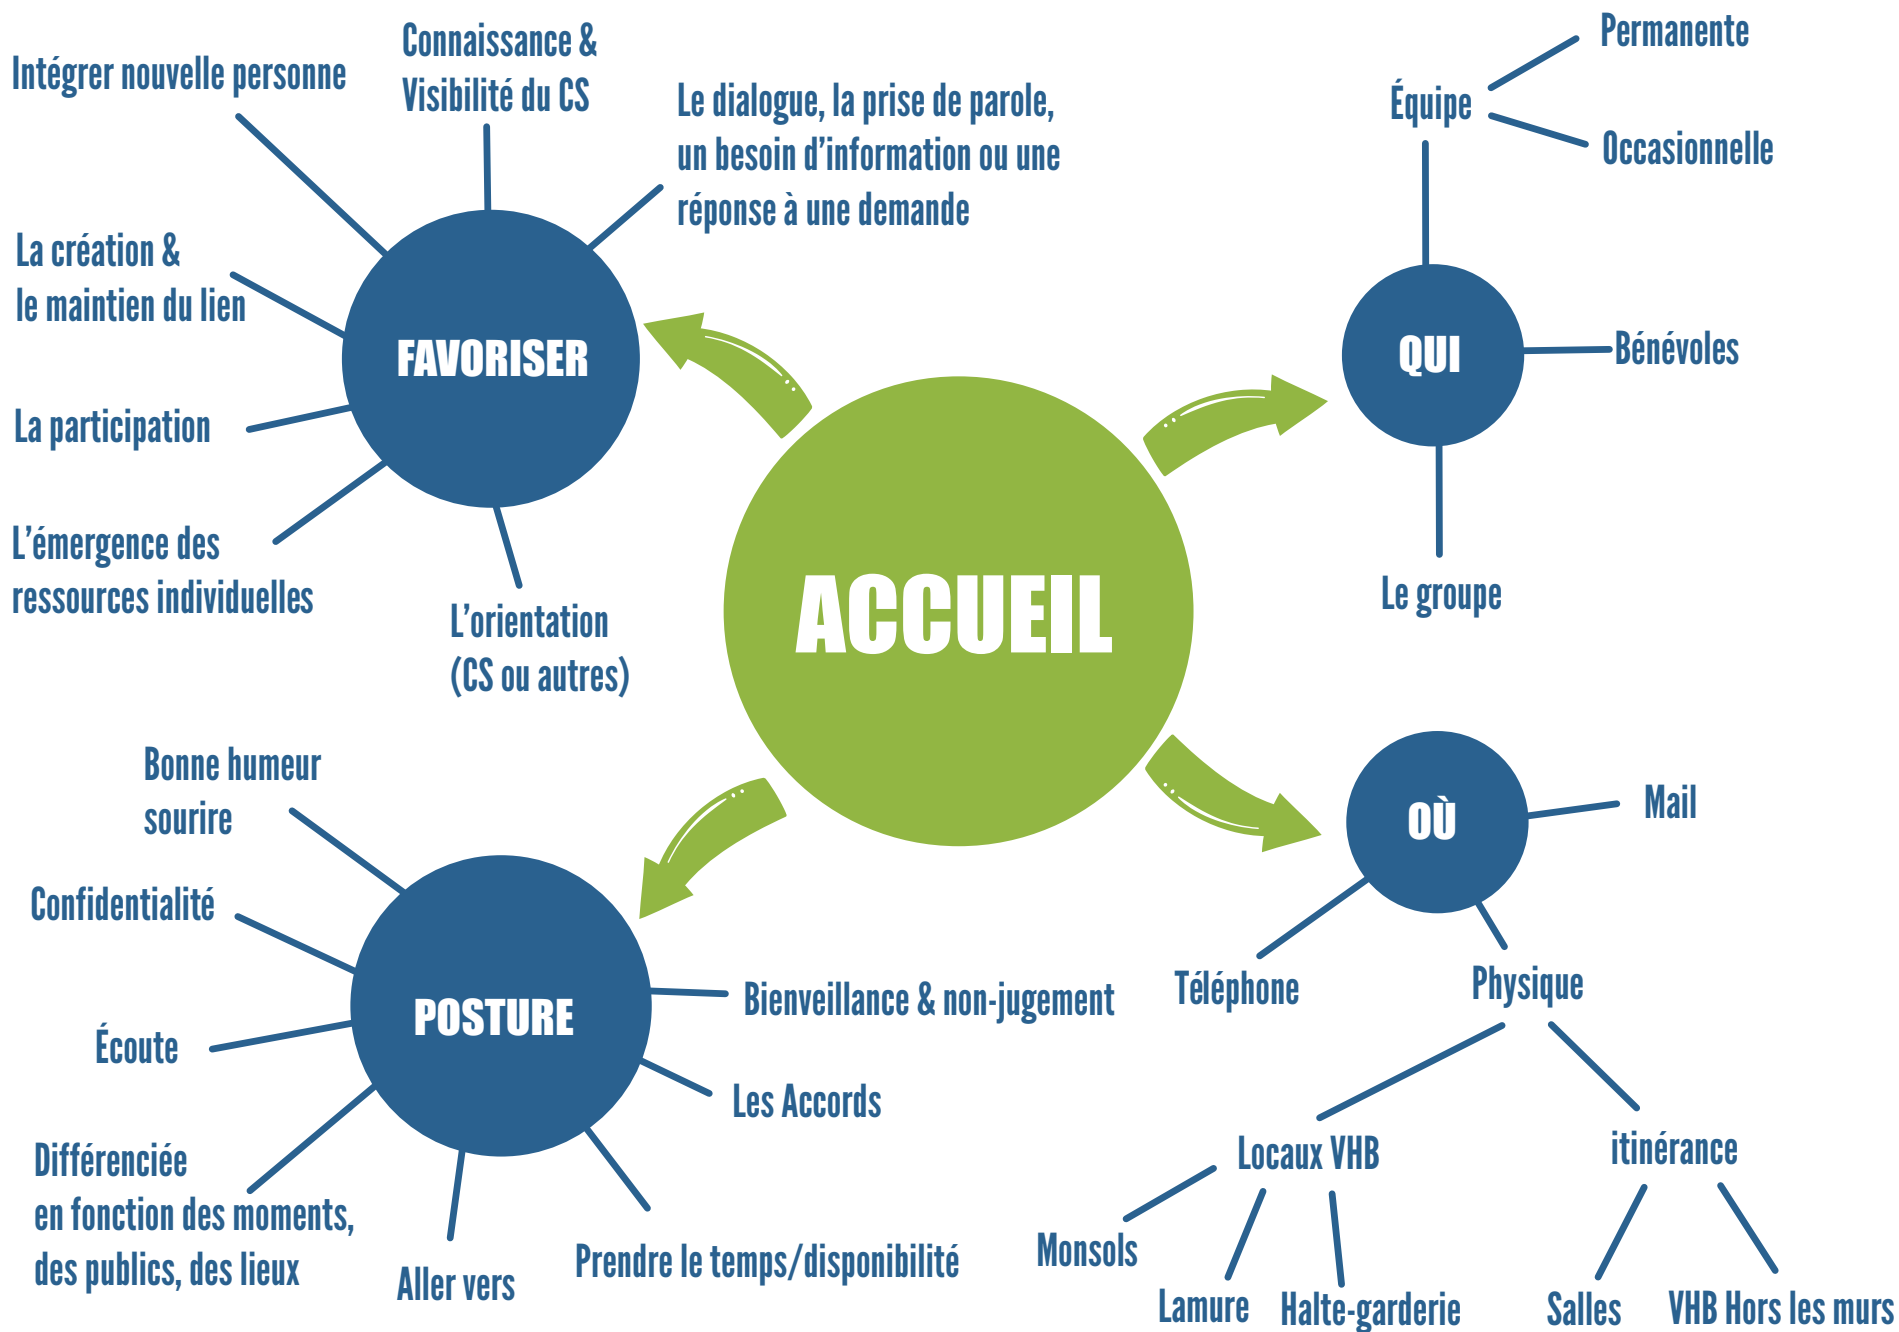 Connaissance &
Visibilité du CS
Intégrer nouvelle personne
Le dialogue, la prise de parole,
un besoin d'information ou une
réponse à une demande
La création &
le maintien du lien
FAVORISER
La participation
L'émergence des
ressources individuelles
L'orientation
(CS ou autres)
Permanente
Équipe
Occasionnelle
QUI
Bénévoles
Le groupe
ACCUEIL
Bonne humeur
sourire
Confidentialité
POSTURE
Bienveillance & non-jugement
Écoute
Les Accords
Différenciée
en fonction des moments,
des publics, des lieux
Aller vers
Prendre le temps/disponibilité
OÙ
Mail
Téléphone
Physique
Locaux VHB
itinérance
Monsols
Lamure
Halte-garderie
Salles
VHB Hors les murs